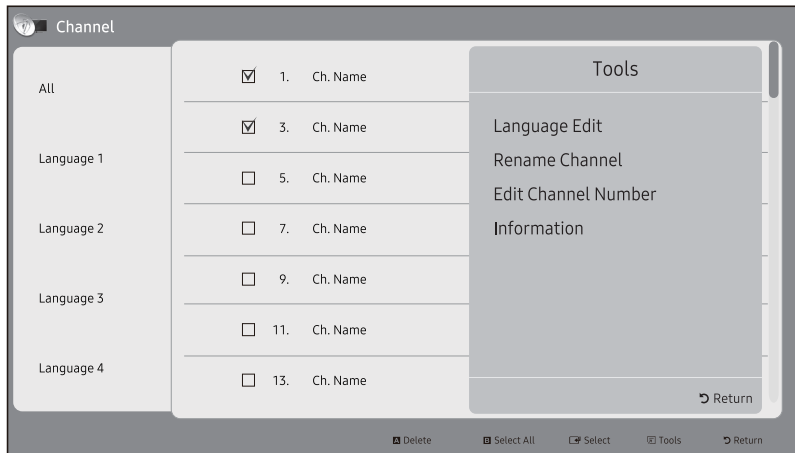 Channel
All
Language 1
Language 2
Language 3
Language 4
1. Ch. Name
3. Ch. Name
5. Ch. Name
7. Ch. Name
9. Ch. Name
11. Ch. Name
13. Ch. Name
Tools
Language Edit
Rename Channel
Edit Channel Number
Information
Return
A Delete B Select All Select Tools Return